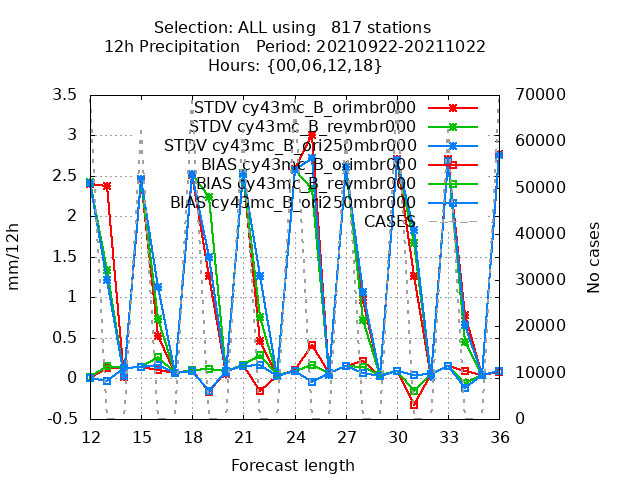 Selection: ALL using   817 stations
12h Precipitation   Period: 20210922-20211022
Hours: {00,06,12,18}
3.5
3
2.5
2
1.5
1
0.5
0
-0.5
mm/12h
70000
60000
50000
40000
30000
20000
10000
0
No cases
STDV cy43mc_B_orimbr000
STDV cy43mc_B_revmbr000
STDV cy43mc_B_ori250mbr000
BIAS cy43mc_B_orimbr000
BIAS cy43mc_B_revmbr000
BIAS cy43mc_B_ori250mbr000
CASES
12 15 18 21 24 27 30 33 36
Forecast length